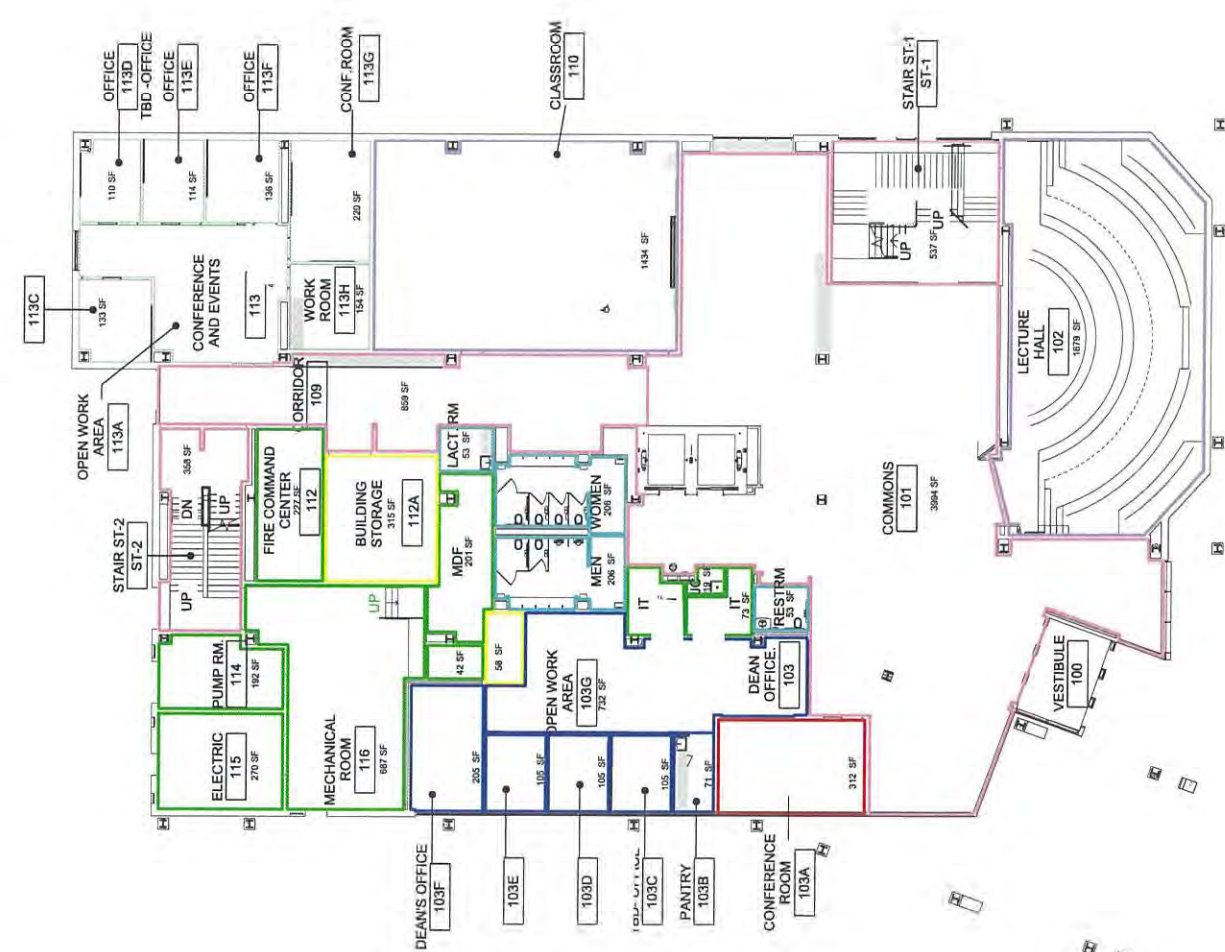 OFFICE
113D
TBD -OFFICE
OFFICE
113E
OFFICE
113F
CONF.ROOM
113G
CLASSROOM
110
STAIR ST-1
ST-1
110 SF
114 SF
136 SF
220 SF
1434 SF
UP
UP
537 SF
113C
133 SF
CONFERENCE
AND EVENTS
113
WORK
ROOM
113H
154 SF
LECTURE
HALL
102
1679 SF
OPEN WORK
AREA
113A
CORRIDOR
109
859 SF
358 SF
STAIR ST-2
ST-2
DN
UP
UP
FIRE COMMAND
CENTER
227 SF
112
BUILDING
STORAGE
315 SF
112A
LACT. RM
53 SF
MDF
201 SF
WOMEN
206 SF
MEN
206 SF
COMMONS
101
3994 SF
IT
19 SF
IT
73 SF
RESTRM
53 SF
UP
PUMP RM.
114
192 SF
42 SF
58 SF
OPEN WORK
AREA
103G
732 SF
DEAN
OFFICE.
103
VESTIBULE
100
ELECTRIC
115
270 SF
MECHANICAL
ROOM
116
687 SF
205 SF
105 SF
105 SF
105 SF
71 SF
312 SF
DEAN'S OFFICE
103F
103E
103D
103C
PANTRY
103B
CONFERENCE
ROOM
103A